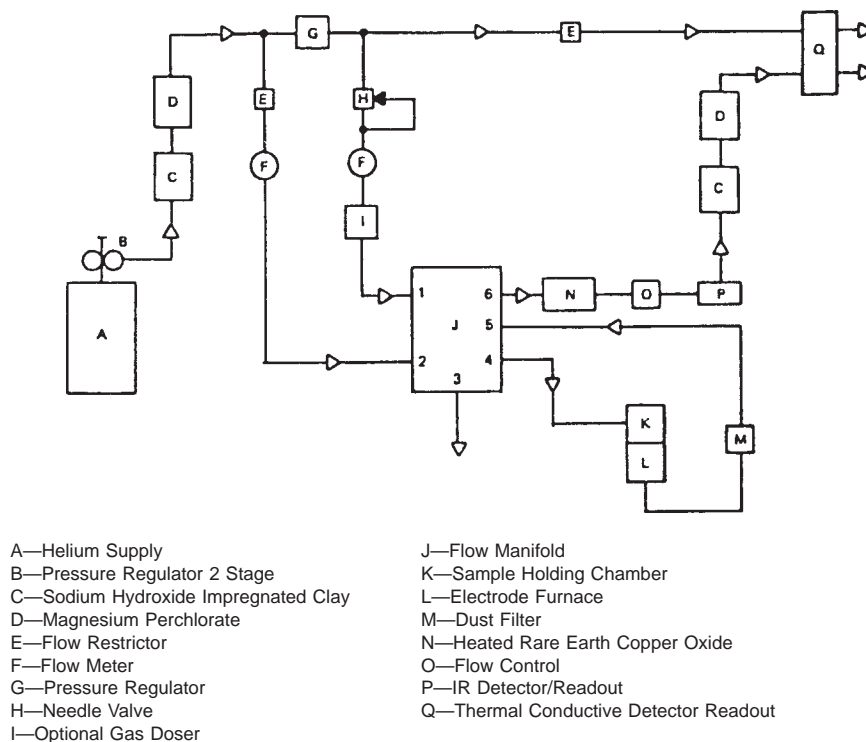 E
G
Q
D
E
H
D
F
F
C
C
I
B
1
6
N
O
P
J
5
A
2
4
3
K
M
L
A—Helium Supply
B—Pressure Regulator 2 Stage
C—Sodium Hydroxide Impregnated Clay
D—Magnesium Perchlorate
E—Flow Restrictor
F—Flow Meter
G—Pressure Regulator
H—Needle Valve
I—Optional Gas Doser
J—Flow Manifold
K—Sample Holding Chamber
L—Electrode Furnace
M—Dust Filter
N—Heated Rare Earth Copper Oxide
O—Flow Control
P—IR Detector/Readout
Q—Thermal Conductive Detector Readout